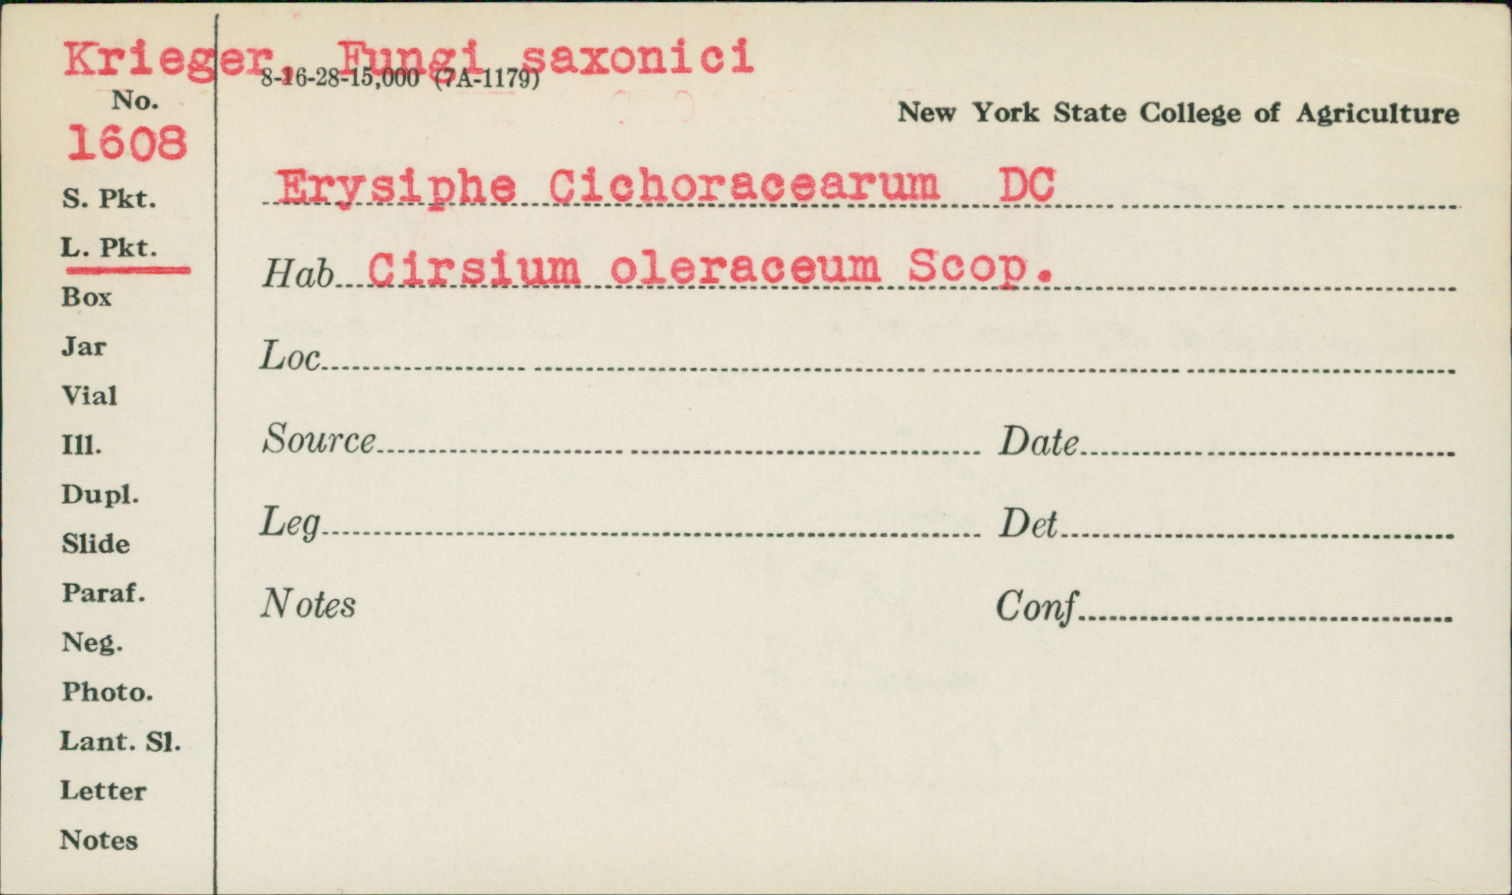 Krieger, Fungi saxonici
8-16-28-15,000 (7A-1179)
No.
New York State College of Agriculture
1608
Erysiphe Cichoracearum DC
S. Pkt.
L. Pkt.
Hab Cirsium oleraceum Scop.
Box
Jar
Loc
Vial
Ill.
Source Date
Dupl.
Slide
Leg Det
Paraf.
Notes Conf
Neg.
Photo.
Lant. Sl.
Letter
Notes